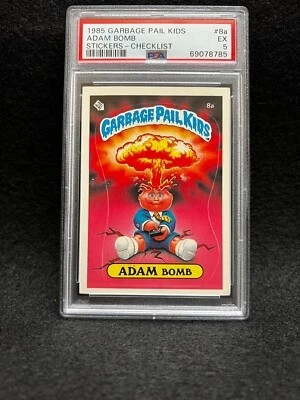 1985 GARBAGE PAIL KIDS #8a
ADAM BOMB EX
STICKERS-CHECKLIST 5
PSA 69078785
8a
GARBAGE PAIL KIDS
ADAM BOMB